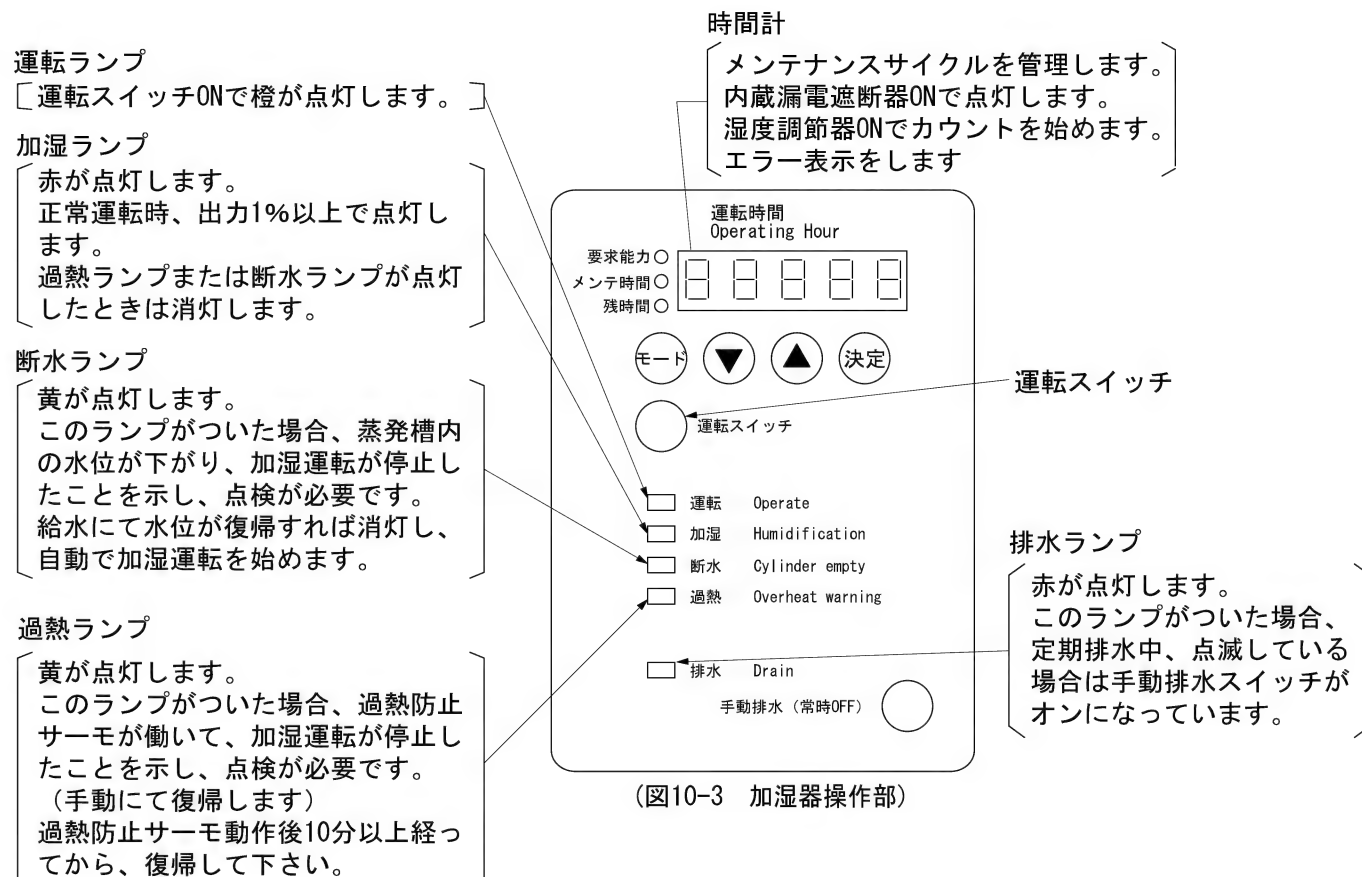 時間計
メンテナンスサイクルを管理します。
内蔵漏電遮断器ONで点灯します。
湿度調節器ONでカウントを始めます。
エラー表示をします
運転ランプ
運転スイッチONで橙が点灯します。
加湿ランプ
赤が点灯します。
正常運転時、出力1%以上で点灯し
ます。
過熱ランプまたは断水ランプが点灯
したときは消灯します。
断水ランプ
黄が点灯します。
このランプがついた場合、蒸発槽内
の水位が下がり、加湿運転が停止し
たことを示し、点検が必要です。
給水にて水位が復帰すれば消灯し、
自動で加湿運転を始めます。
過熱ランプ
黄が点灯します。
このランプがついた場合、過熱防止
サーモが働いて、加湿運転が停止し
たことを示し、点検が必要です。
（手動にて復帰します）
過熱防止サーモ動作後10分以上経っ
てから、復帰して下さい。
運転時間
Operating Hour
要求能力
メンテ時間
残時間
88888
モード ▼ ▲ 決定
運転スイッチ
運転スイッチ
運転 Operate
加湿 Humidification
断水 Cylinder empty
過熱 Overheat warning
排水 Drain
手動排水（常時OFF）
排水ランプ
赤が点灯します。
このランプがついた場合、
定期排水中、点滅している
場合は手動排水スイッチが
オンになっています。
(図10-3 加湿器操作部)